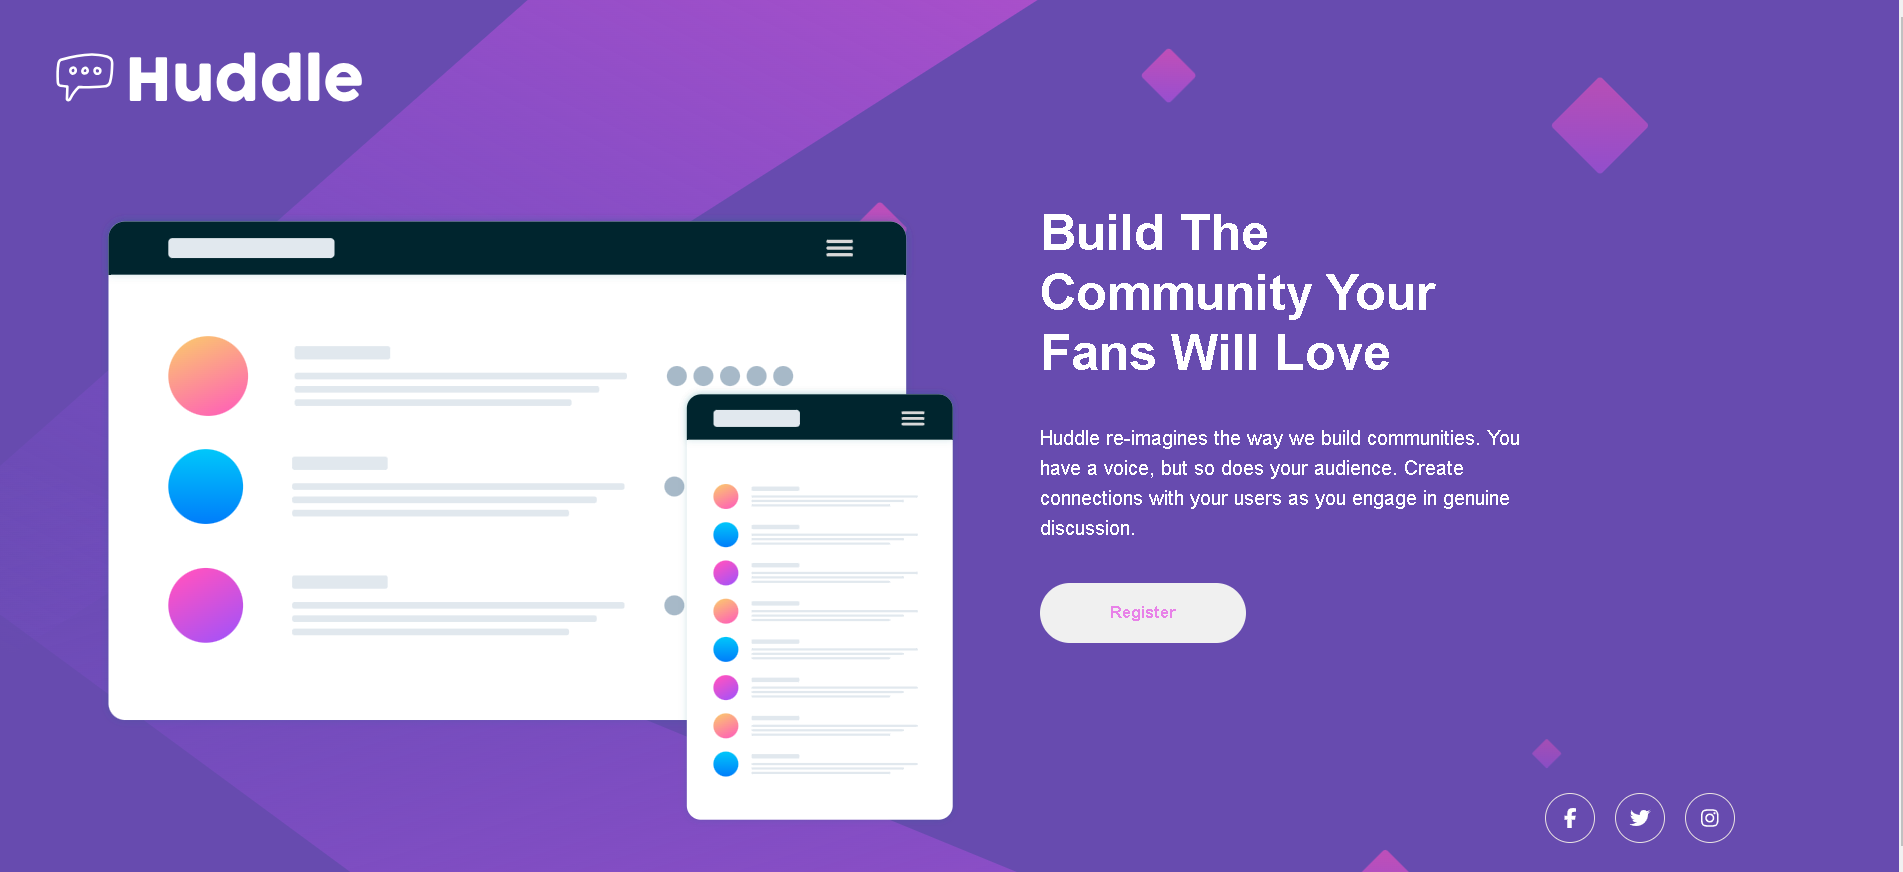 Huddle
Build The
Community Your
Fans Will Love
Huddle re-imagines the way we build communities. You
have a voice, but so does your audience. Create
connections with your users as you engage in genuine
discussion.
Register